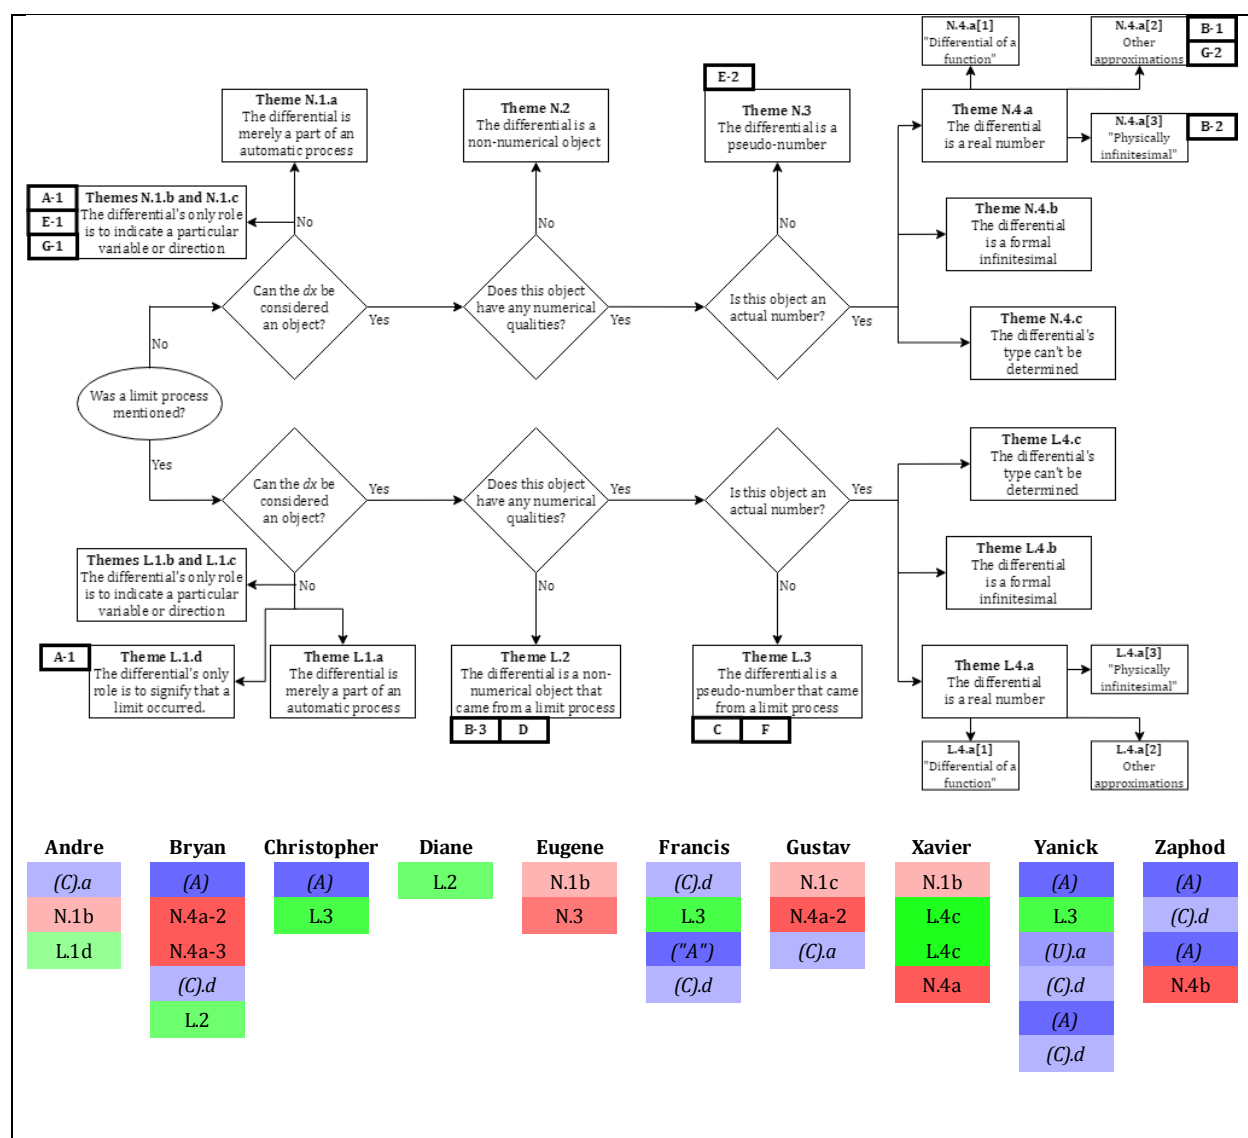 N.4.a[1]
"Differential of a
function"
N.4.a[2]
Other
approximations
B-1
G-2
E-2
Theme N.1.a
The differential is
merely a part of an
automatic process
Theme N.2
The differential is a
non-numerical object
Theme N.3
The differential is a
pseudo-number
Theme N.4.a
The differential
is a real number
N.4.a[3]
"Physically
infinitesimal"
B-2
A-1
E-1
G-1
Themes N.1.b and N.1.c
The differential's only role
is to indicate a particular
variable or direction
No
No
No
Theme N.4.b
The differential
is a formal
infinitesimal
Can the dx be
considered
an object?
Yes
Does this object
have any numerical
qualities?
Yes
Is this object an
actual number?
Yes
Theme N.4.c
The differential's
type can't be
determined
No
Was a limit process
mentioned?
Yes
Can the dx be
considered
an object?
Yes
Does this object
have any numerical
qualities?
Yes
Is this object an
actual number?
Yes
Theme L.4.c
The differential's
type can't be
determined
Themes L.1.b and L.1.c
The differential's only role
is to indicate a particular
variable or direction
No
No
No
Theme L.4.b
The differential
is a formal
infinitesimal
A-1
Theme L.1.d
The differential's only
role is to signify that a
limit occurred.
Theme L.1.a
The differential is
merely a part of an
automatic process
Theme L.2
The differential is a non-
numerical object that
came from a limit process
B-3
D
Theme L.3
The differential is a
pseudo-number that came
from a limit process
C
F
Theme L.4.a
The differential
is a real number
L.4.a[3]
"Physically
infinitesimal"
L.4.a[1]
"Differential of a
function"
L.4.a[2]
Other
approximations
Andre Bryan Christopher Diane Eugene Francis Gustav Xavier Yanick Zaphod
(C).a (A) (A) L.2 N.1b (C).d N.1c N.1b (A) (A)
N.1b N.4a-2 L.3 N.3 L.3 N.4a-2 L.4c L.3 (C).d
L.1d N.4a-3 ("A") (C).a L.4c (U).a (A)
(C).d (C).d N.4a (C).d N.4b
L.2 (A)
(C).d